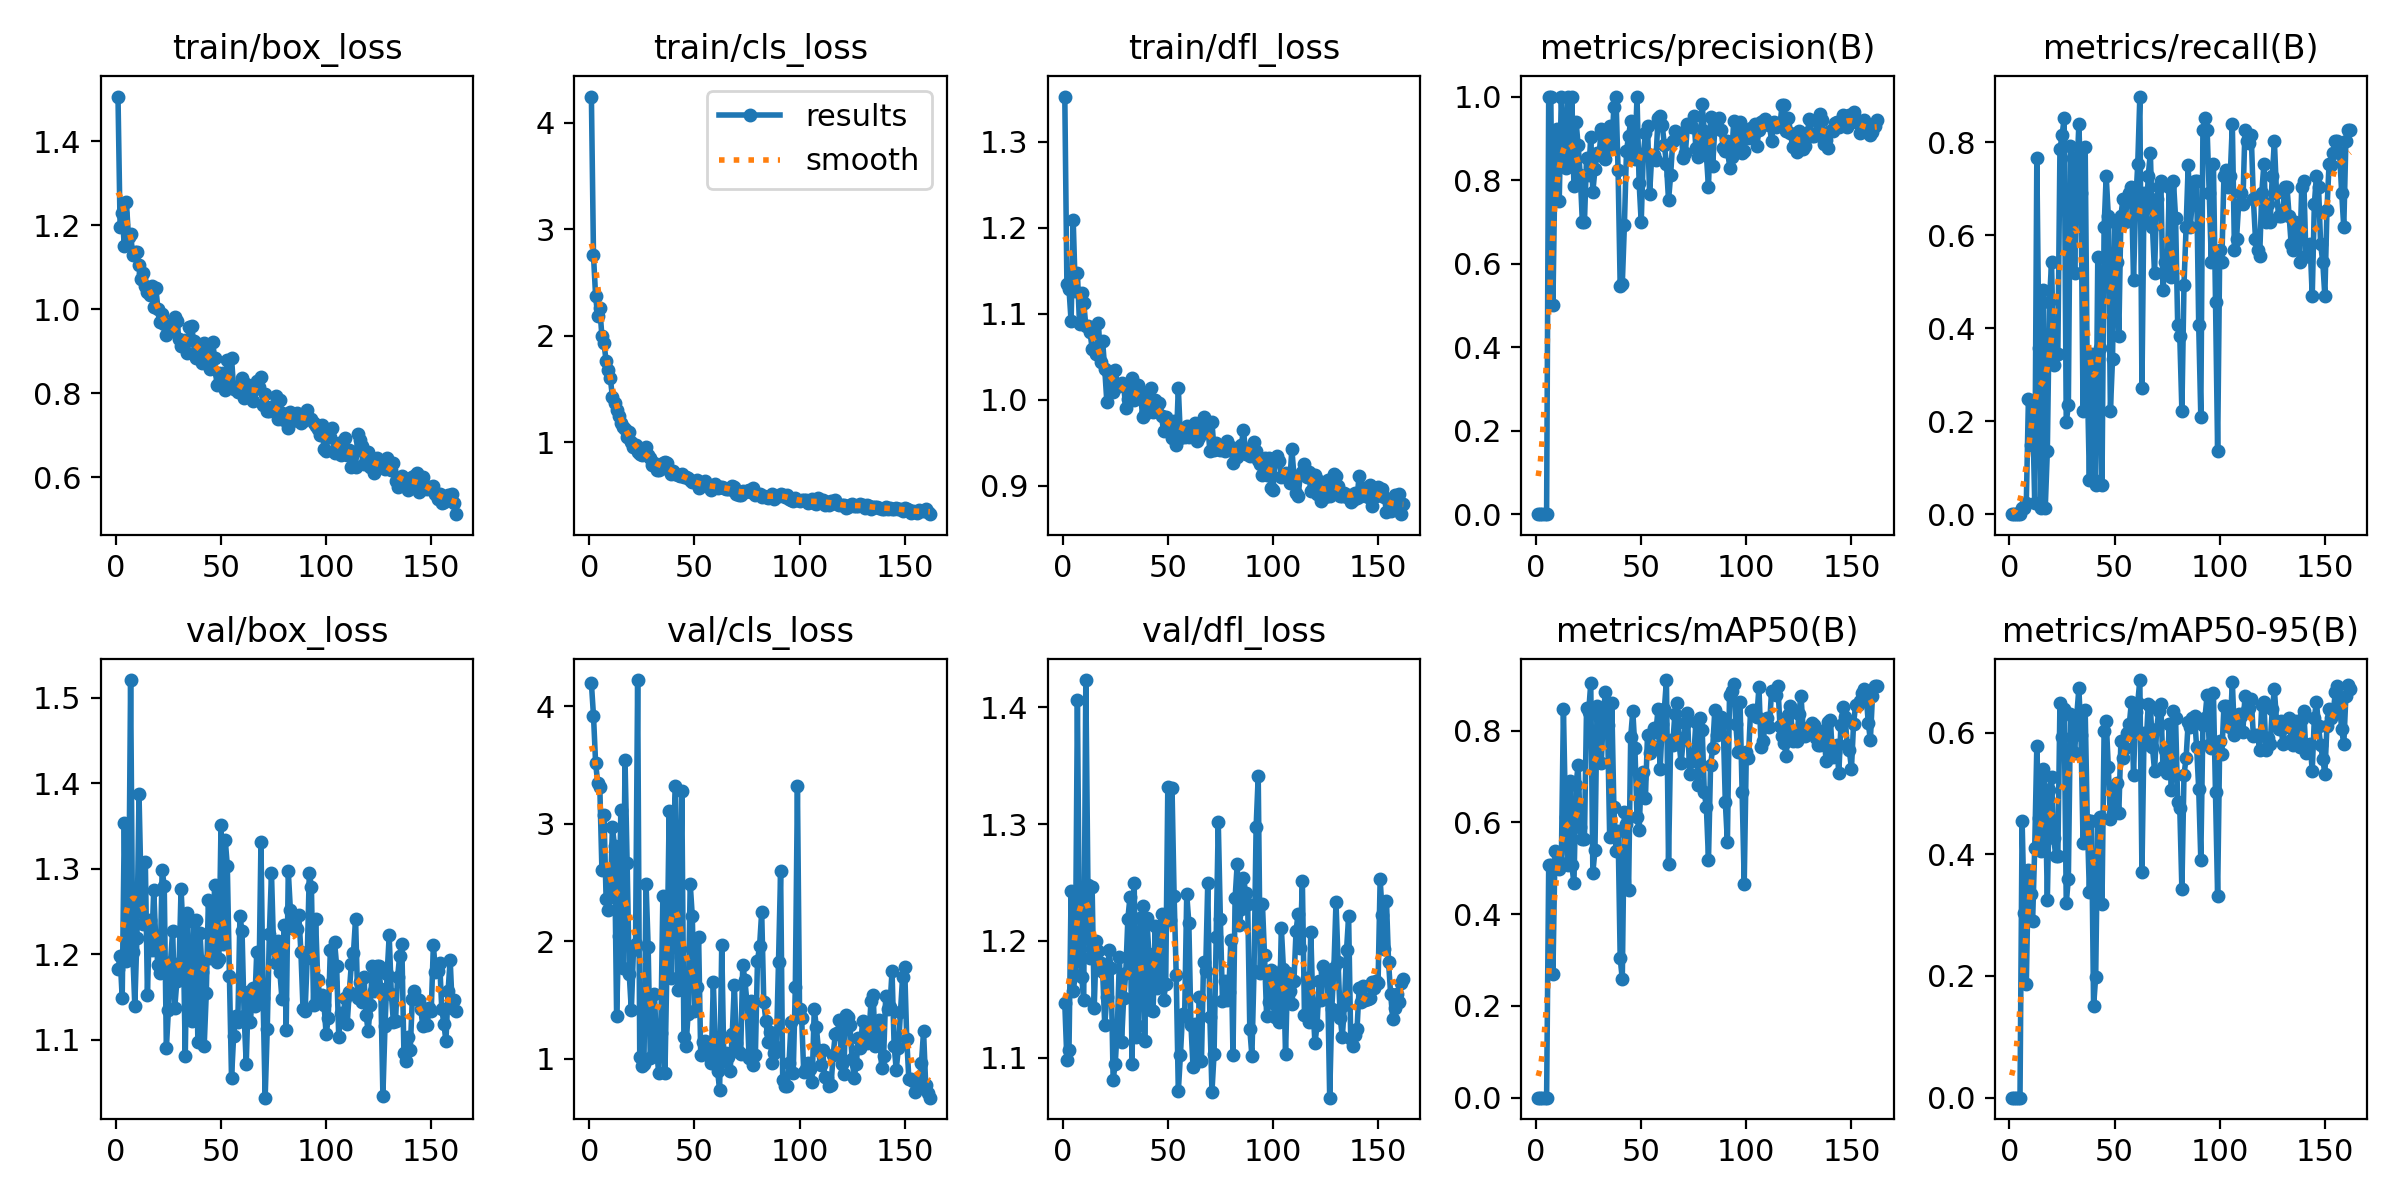 train/box_loss
1.4
1.2
1.0
0.8
0.6
0 50 100 150
train/cls_loss
results
smooth
4
3
2
1
0 50 100 150
train/dfl_loss
1.3
1.2
1.1
1.0
0.9
0 50 100 150
metrics/precision(B)
1.0
0.8
0.6
0.4
0.2
0.0
0 50 100 150
metrics/recall(B)
0.8
0.6
0.4
0.2
0.0
0 50 100 150
val/box_loss
1.5
1.4
1.3
1.2
1.1
0 50 100 150
val/cls_loss
4
3
2
1
0 50 100 150
val/dfl_loss
1.4
1.3
1.2
1.1
0 50 100 150
metrics/mAP50(B)
0.8
0.6
0.4
0.2
0.0
0 50 100 150
metrics/mAP50-95(B)
0.6
0.4
0.2
0.0
0 50 100 150